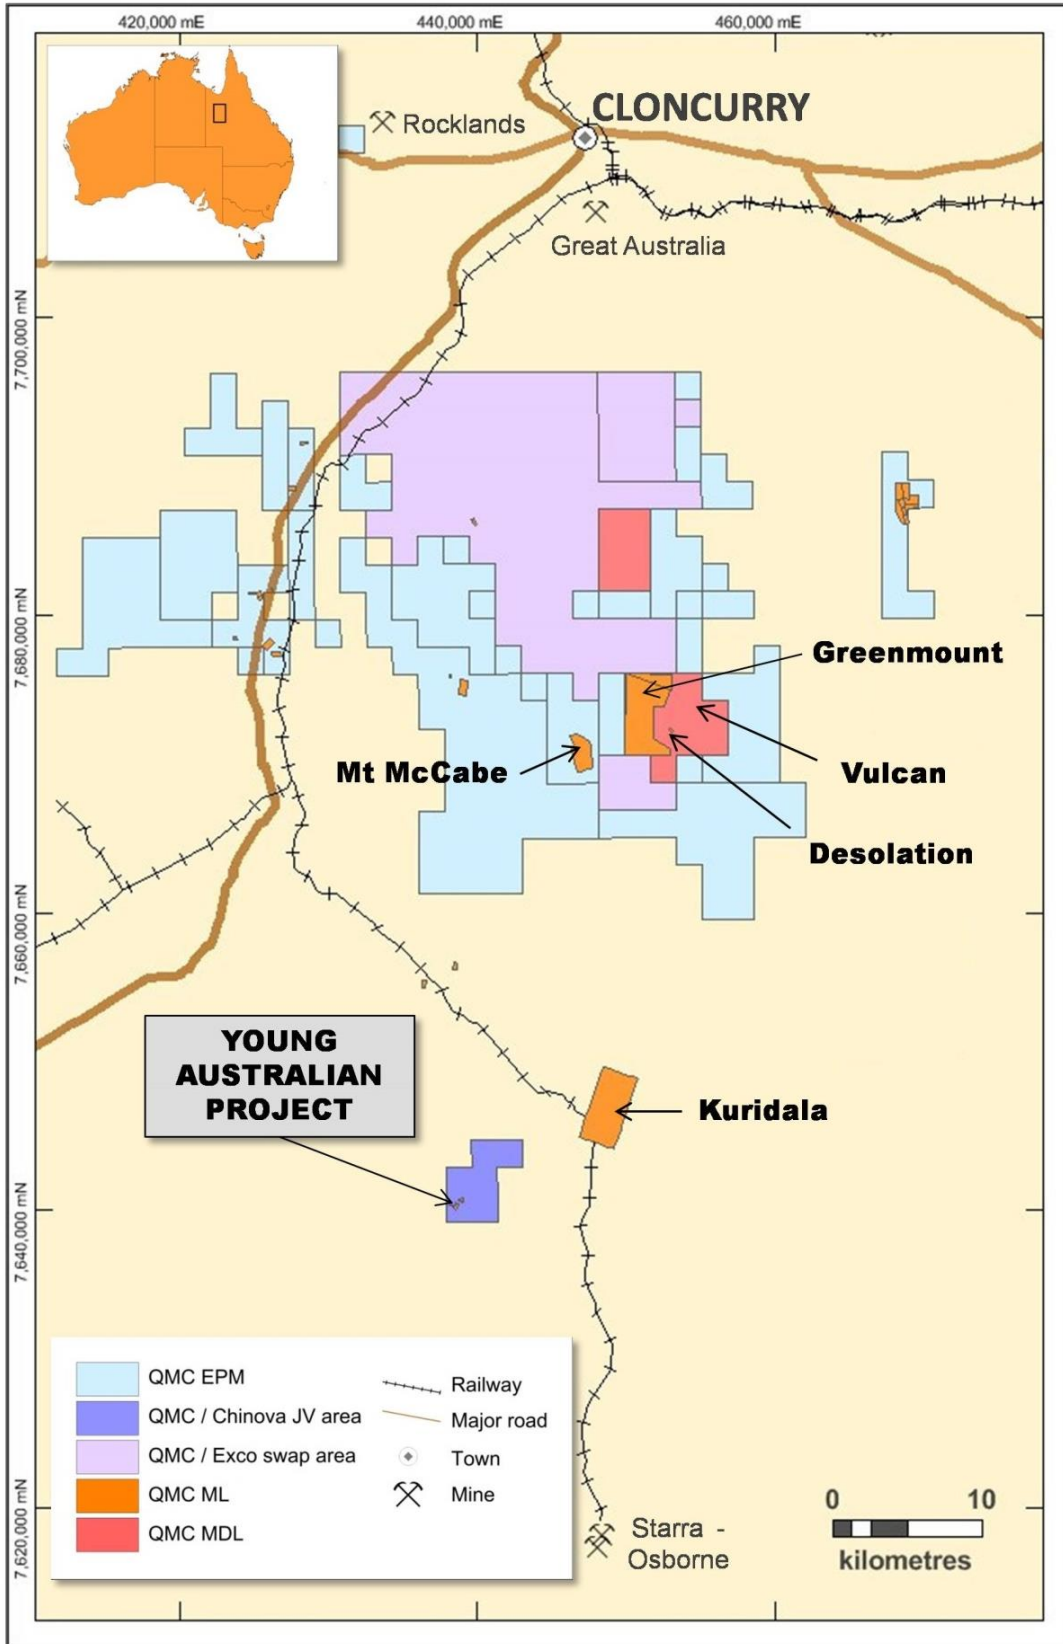 420,000 mE
440,000 mE
460,000 mE
CLONCURRY
Rocklands
Great Australia
7,700,000 mN
7,680,000 mN
Greenmount
Mt McCabe
Vulcan
Desolation
7,660,000 mN
YOUNG
AUSTRALIAN
PROJECT
Kuridala
7,640,000 mN
QMC EPM
QMC / Chinova JV area
QMC / Exco swap area
QMC ML
QMC MDL
Railway
Major road
Town
Mine
7,620,000 mN
Starra -
Osborne
0 10
kilometres